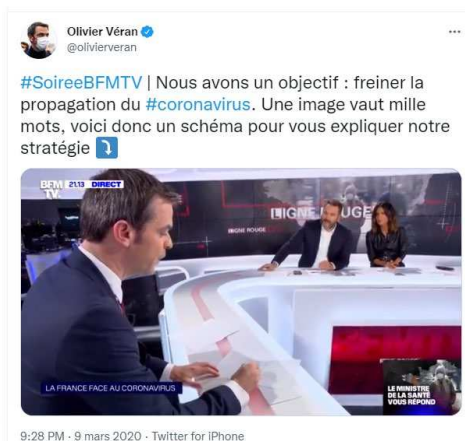 Olivier Véran
@olivierveran
#SoireeBFMTV | Nous avons un objectif : freiner la
propagation du #coronavirus. Une image vaut mille
mots, voici donc un schéma pour vous expliquer notre
stratégie ⤵️
BFM TV. 21:13 DIRECT
LIGNE ROUGE
LIGNE ROUGE
LA FRANCE FACE AU CORONAVIRUS
LE MINISTRE
DE LA SANTÉ
VOUS RÉPOND
9:28 PM · 9 mars 2020 · Twitter for iPhone